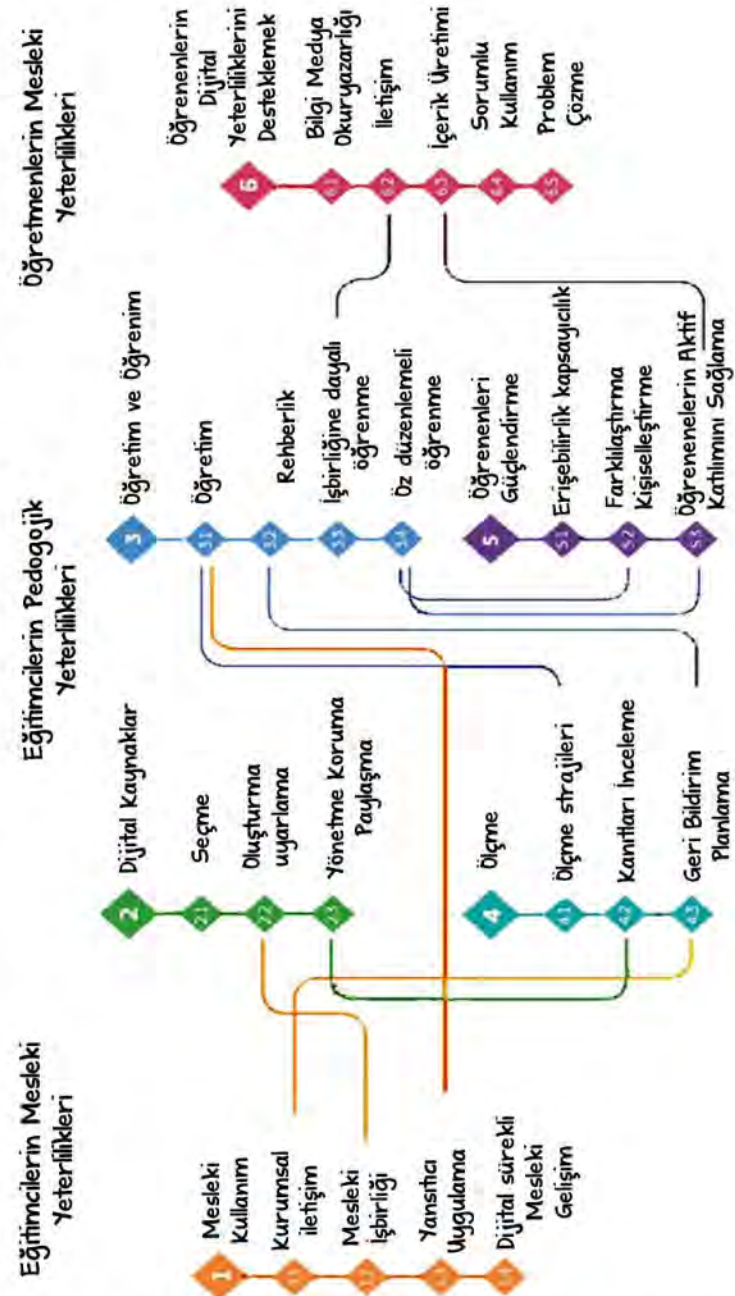 Eğitimcilerin Mesleki
Yeterlilikleri
1
Mesleki
Kullanım
Kurumsal
iletişim
Mesleki
İşbirliği
Yansıtıcı
Uygulama
Dijital sürekli
Mesleki
Gelişim
Eğitimcilerin Pedogojik
Yeterlilikleri
2
Dijital Kaynaklar
2.1
Seçme
2.2
Oluşturma
uyarlama
2.3
Yönetme Koruma
Paylaşma
4
Ölçme
4.1
Ölçme strajileri
4.2
Kanıtları İnceleme
4.3
Geri Bildirim
Planlama
3
Öğretim ve Öğrenim
3.1
Öğretim
3.2
Rehberlik
3.3
İşbirliğine dayalı
öğrenme
3.4
Öz düzenlemeli
öğrenme
5
Öğrenenleri
Güçlendirme
5.1
Erişebilirlik kapsayıcılık
5.2
Farklılaştırma
Kişiselleştirme
5.3
Öğrenenelerin Aktif
Katılımını Sağlama
Öğretmenlerin Mesleki
Yeterlilikleri
6
Öğrenenlerin
Dijital
Yeterliliklerini
Desteklemek
6.1
Bilgi Medya
Okuryazarlığı
6.2
İletişim
6.3
İçerik Üretimi
6.4
Sorumlu
Kullanım
6.5
Problem
Çözme